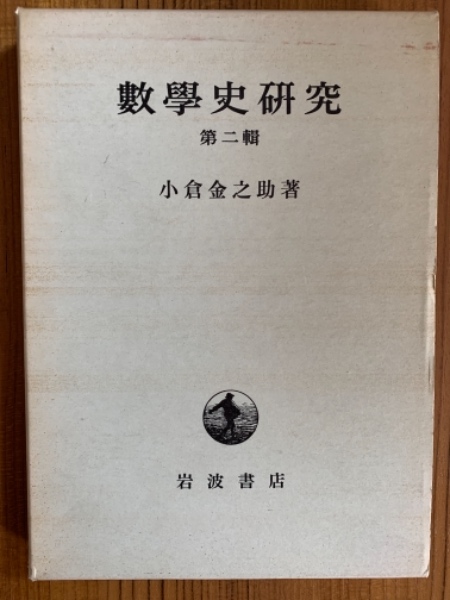 數學史研究
第二輯
小倉金之助著
岩波書店